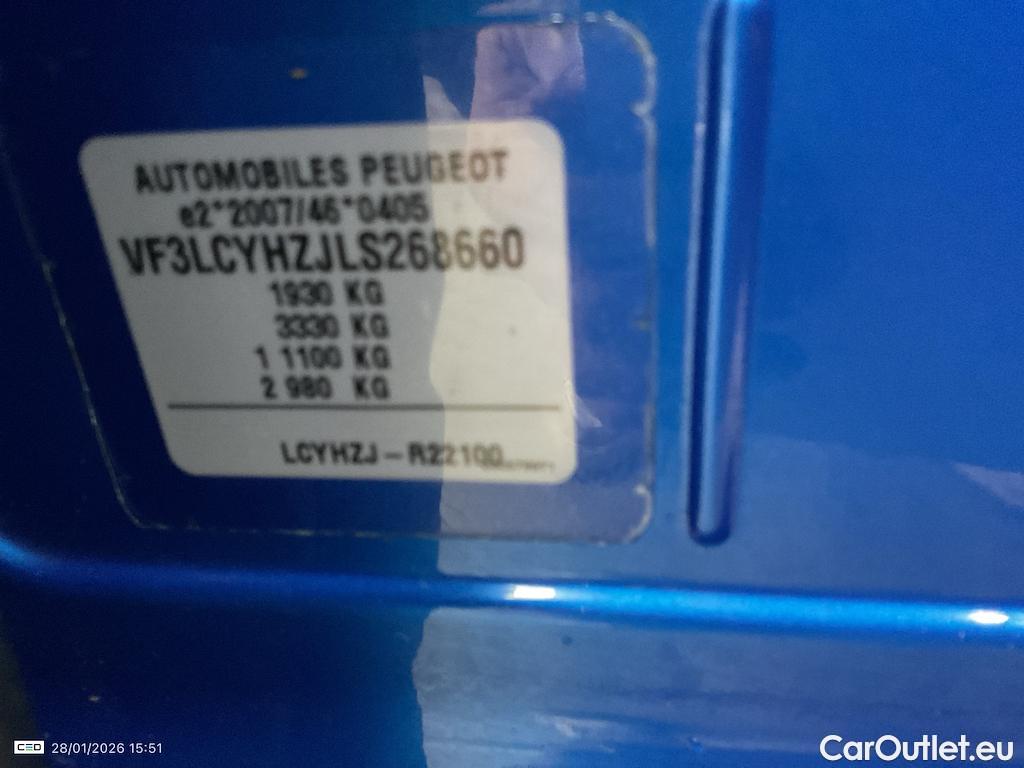 AUTOMOBILES PEUGEOT
e2*2007/46*0405
VF3LCYHZJLS268660
1930 KG
3330 KG
1 1100 KG
2 980 KG
LCYHZJ-R22100
CEO 28/01/2026 15:51
CarOutlet.eu